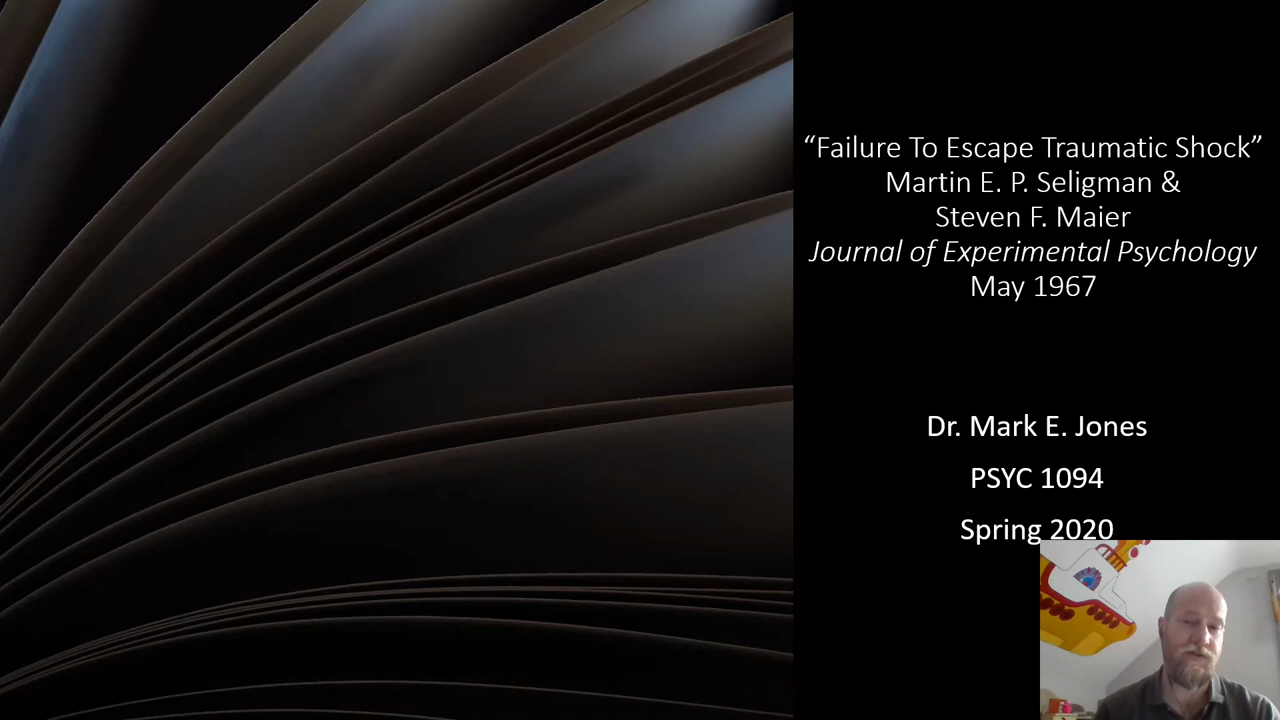 “Failure To Escape Traumatic Shock”
Martin E. P. Seligman &
Steven F. Maier
Journal of Experimental Psychology
May 1967
Dr. Mark E. Jones
PSYC 1094
Spring 2020